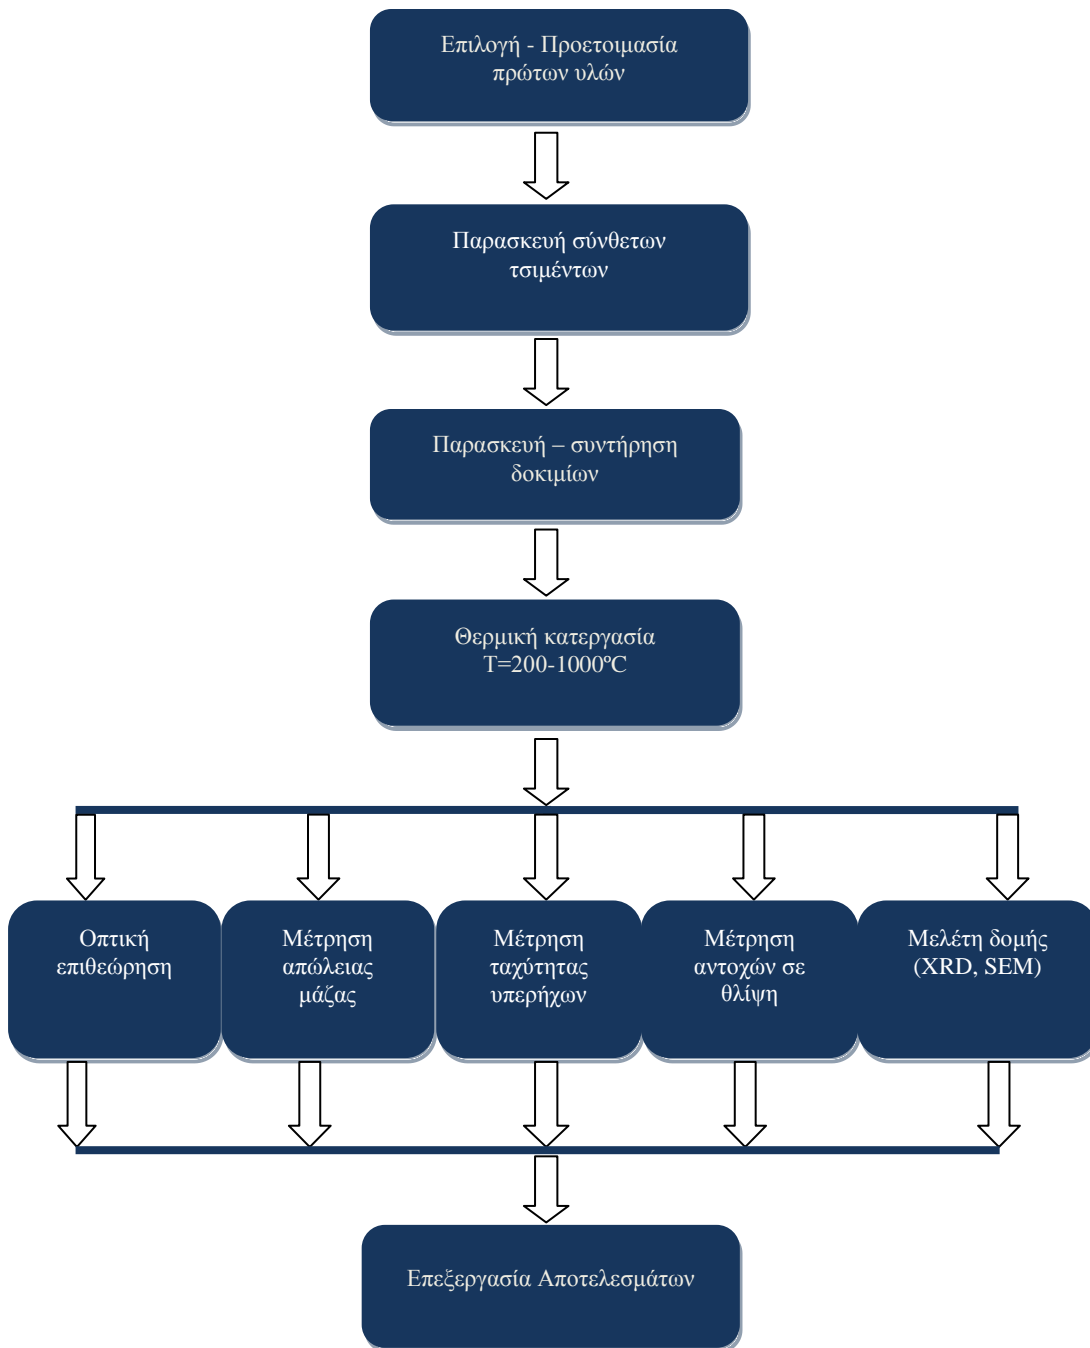 Επιλογή - Προετοιμασία
πρώτων υλών
Παρασκευή σύνθετων
τσιμέντων
Παρασκευή – συντήρηση
δοκιμίων
Θερμική κατεργασία
T=200-1000ºC
Οπτική
επιθεώρηση
Μέτρηση
απώλειας
μάζας
Μέτρηση
ταχύτητας
υπερήχων
Μέτρηση
αντοχών σε
θλίψη
Μελέτη δομής
(XRD, SEM)
Επεξεργασία Αποτελεσμάτων